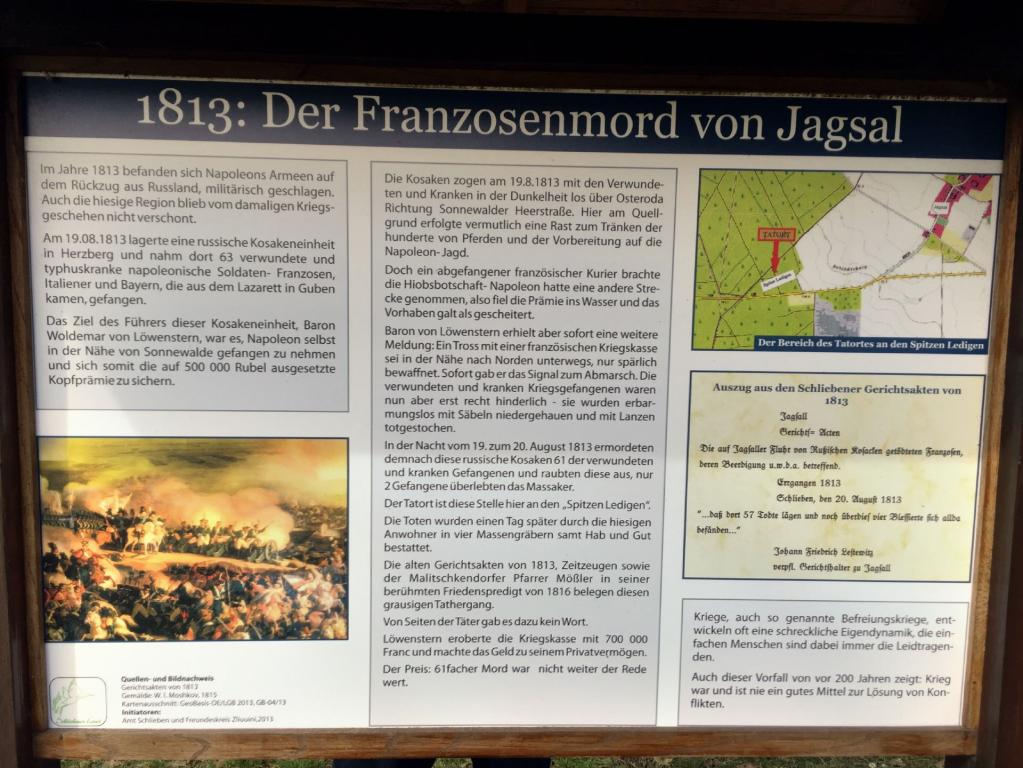 1813: Der Franzosenmord von Jagsal
Im Jahre 1813 befanden sich Napoleons Armeen auf
dem Rückzug aus Russland, militärisch geschlagen.
Auch die hiesige Region blieb vom damaligen Kriegs-
geschehen nicht verschont.
Am 19.08.1813 lagerte eine russische Kosakeneinheit
in Herzberg und nahm dort 63 verwundete und
typhuskranke napoleonische Soldaten- Franzosen,
Italiener und Bayern, die aus dem Lazarett in Guben
kamen, gefangen.
Das Ziel des Führers dieser Kosakeneinheit, Baron
Woldemar von Löwenstern, war es, Napoleon selbst
in der Nähe von Sonnewalde gefangen zu nehmen
und sich somit die auf 500 000 Rubel ausgesetzte
Kopfprämie zu sichern.
Quellen- und Bildnachweis
Gerichtsakten von 1813
Gemälde: W. I. Moshkov, 1815
Kartenausschnitt: GeoBasis-DE/LGB 2013, GB-04/13
Initiatoren:
Amt Schlieben und Freundeskreis Zliuuini,2013
Die Kosaken zogen am 19.8.1813 mit den Verwunde-
ten und Kranken in der Dunkelheit los über Osteroda
Richtung Sonnewalder Heerstraße. Hier am Quell-
grund erfolgte vermutlich eine Rast zum Tränken der
hunderte von Pferden und der Vorbereitung auf die
Napoleon-Jagd.
Doch ein abgefangener französischer Kurier brachte
die Hiobsbotschaft- Napoleon hatte eine andere Stre-
cke genommen, also fiel die Prämie ins Wasser und das
Vorhaben galt als gescheitert.
Baron von Löwenstern erhielt aber sofort eine weitere
Meldung: Ein Tross mit einer französischen Kriegskasse
sei in der Nähe nach Norden unterwegs, nur spärlich
bewaffnet. Sofort gab er das Signal zum Abmarsch. Die
verwundeten und kranken Kriegsgefangenen waren
nun aber erst recht hinderlich - sie wurden erbar-
mungslos mit Säbeln niedergehauen und mit Lanzen
totgestochen.
In der Nacht vom 19. zum 20. August 1813 ermordeten
demnach diese russische Kosaken 61 der verwundeten
und kranken Gefangenen und raubten diese aus, nur
2 Gefangene überlebten das Massaker.
Der Tatort ist diese Stelle hier an den „Spitzen Ledigen“.
Die Toten wurden einen Tag später durch die hiesigen
Anwohner in vier Massengräbern samt Hab und Gut
bestattet.
Die alten Gerichtsakten von 1813, Zeitzeugen sowie
der Malitschkendorfer Pfarrer Mößler in seiner
berühmten Friedenspredigt von 1816 belegen diesen
grausigen Tathergang.
Von Seiten der Täter gab es dazu kein Wort.
Löwenstern eroberte die Kriegskasse mit 700 000
Franc und machte das Geld zu seinem Privatvermögen.
Der Preis: 61facher Mord war nicht weiter der Rede
wert.
Jagsal
TATORT
Spitze Ledigen
Der Bereich des Tatortes an den Spitzen Ledigen
Auszug aus den Schliebener Gerichtsakten von
1813
Jagsall
Gerichts= Acten
Die auf Jagsaller Fluhr von Rußischen Kosacken getödteten Franzosen,
deren Beerdigung u.w.d.a. betreffend.
Ergangen 1813
Schlieben, den 20. August 1813
"...daß dort 57 Todte lägen und noch überdies vier Blessierte sich allda
befänden..."
Johann Friedrich Lestewitz
verpfl. Gerichtshalter zu Jagsall
Kriege, auch so genannte Befreiungskriege, ent-
wickeln oft eine schreckliche Eigendynamik, die ein-
fachen Menschen sind dabei immer die Leidtragen-
den.
Auch dieser Vorfall von vor 200 Jahren zeigt: Krieg
war und ist nie ein gutes Mittel zur Lösung von Kon-
flikten.